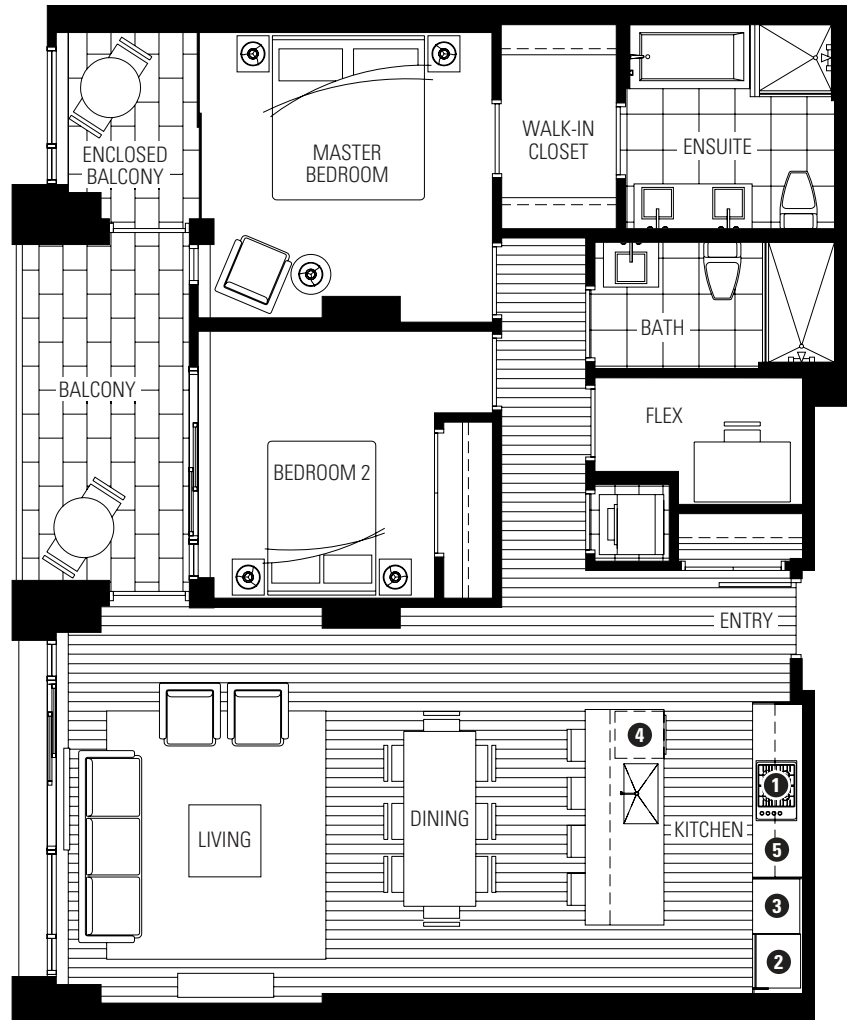 ENCLOSED
BALCONY
MASTER
BEDROOM
WALK-IN
CLOSET
ENSUITE
BATH
BALCONY
FLEX
BEDROOM 2
ENTRY
4
1
LIVING
DINING
KITCHEN
5
3
2